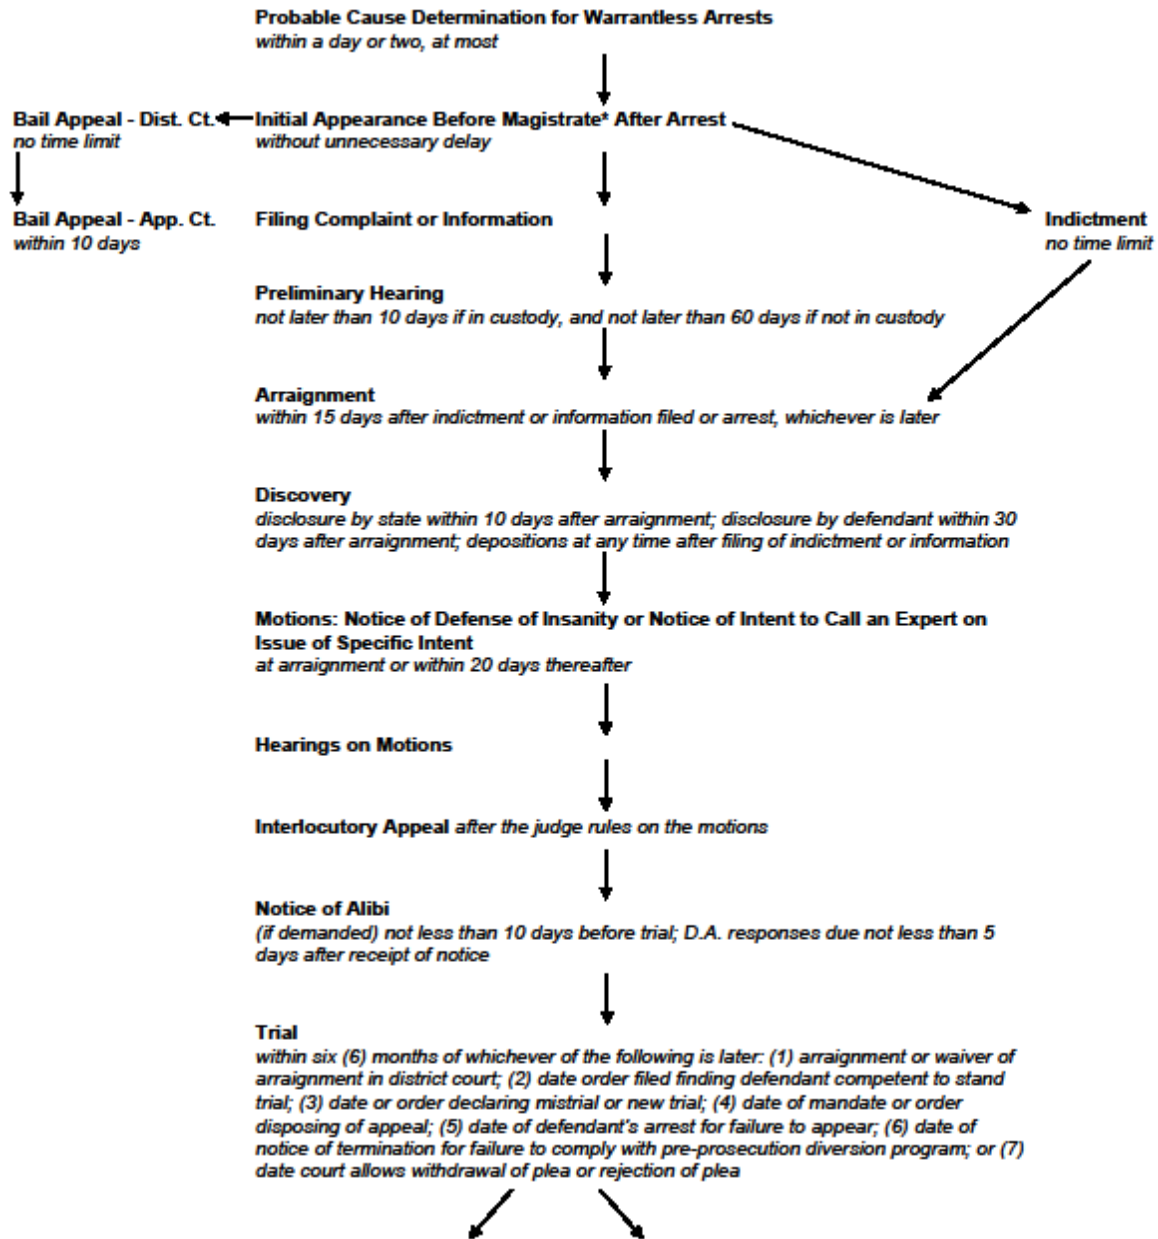 Probable Cause Determination for Warrantless Arrests
within a day or two, at most
Bail Appeal - Dist. Ct.
no time limit
Initial Appearance Before Magistrate* After Arrest
without unnecessary delay
Bail Appeal - App. Ct.
within 10 days
Filing Complaint or Information
Indictment
no time limit
Preliminary Hearing
not later than 10 days if in custody, and not later than 60 days if not in custody
Arraignment
within 15 days after indictment or information filed or arrest, whichever is later
Discovery
disclosure by state within 10 days after arraignment; disclosure by defendant within 30
days after arraignment; depositions at any time after filing of indictment or information
Motions: Notice of Defense of Insanity or Notice of Intent to Call an Expert on
Issue of Specific Intent
at arraignment or within 20 days thereafter
Hearings on Motions
Interlocutory Appeal after the judge rules on the motions
Notice of Alibi
(if demanded) not less than 10 days before trial; D.A. responses due not less than 5
days after receipt of notice
Trial
within six (6) months of whichever of the following is later: (1) arraignment or waiver of
arraignment in district court; (2) date order filed finding defendant competent to stand
trial; (3) date or order declaring mistrial or new trial; (4) date of mandate or order
disposing of appeal; (5) date of defendant's arrest for failure to appear; (6) date of
notice of termination for failure to comply with pre-prosecution diversion program; or (7)
date court allows withdrawal of plea or rejection of plea